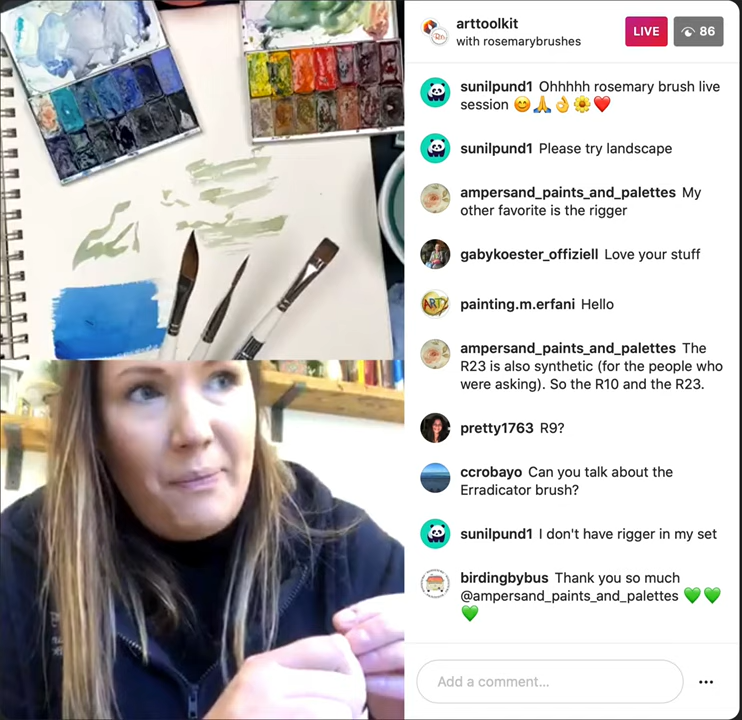 arttoolkit
with rosemarybrushes
LIVE
86
sunilpund1 Ohhhhh rosemary brush live
session 😊🙏👌🌼❤️
sunilpund1 Please try landscape
ampersand_paints_and_palettes My
other favorite is the rigger
gabykoester_offiziell Love your stuff
ARTY
painting.m.erfani Hello
ampersand_paints_and_palettes The
R23 is also synthetic (for the people who
were asking). So the R10 and the R23.
pretty1763 R9?
ccrobayo Can you talk about the
Erradicator brush?
sunilpund1 I don't have rigger in my set
birdingbybus Thank you so much
@ampersand_paints_and_palettes 💚💚
💚
Add a comment...